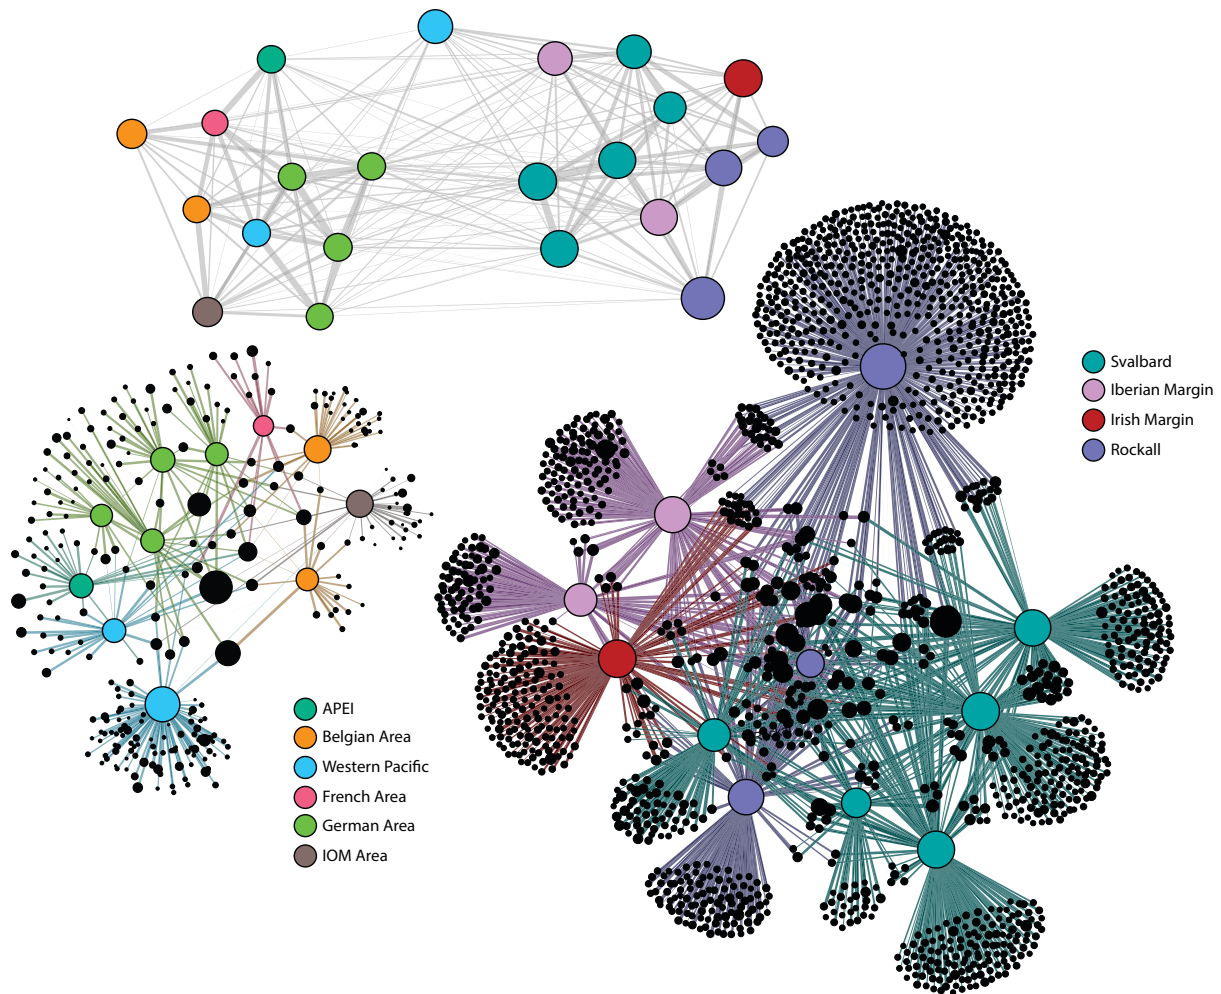 Svalbard
Iberian Margin
Irish Margin
Rockall
APEI
Belgian Area
Western Pacific
French Area
German Area
IOM Area